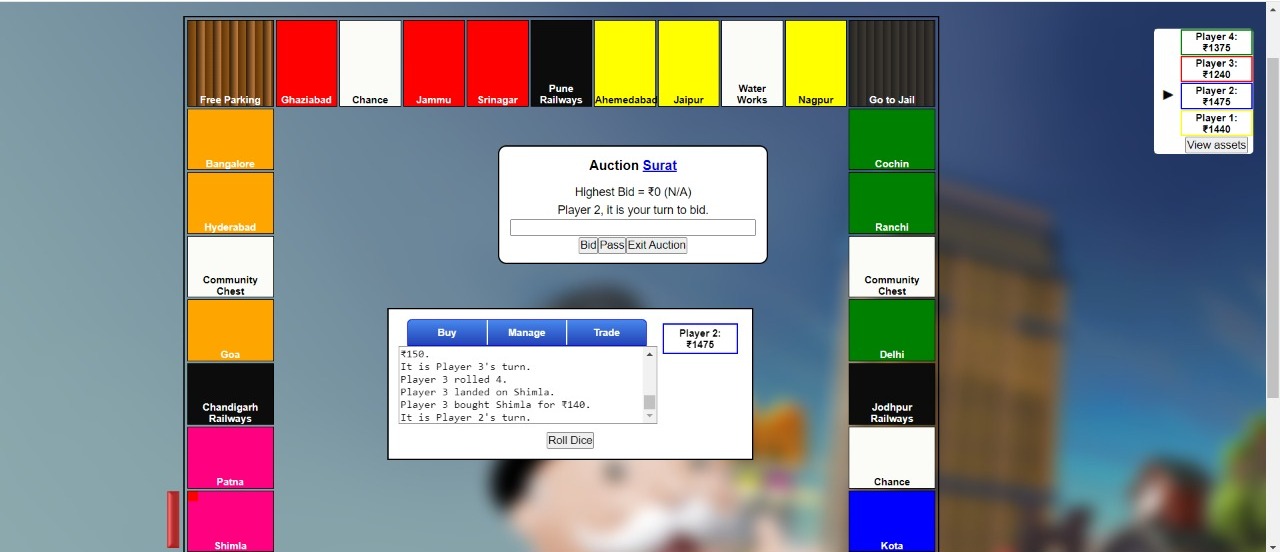 Free Parking
Ghaziabad
Chance
Jammu
Srinagar
Pune
Railways
Ahemedabad
Jaipur
Water
Works
Nagpur
Go to Jail
Player 4:
₹1375
Player 3:
₹1240
▶ Player 2:
₹1475
Player 1:
₹1440
View assets
Bangalore
Hyderabad
Community
Chest
Goa
Chandigarh
Railways
Patna
Shimla
Auction Surat
Highest Bid = ₹0 (N/A)
Player 2, it is your turn to bid.
Bid Pass Exit Auction
Buy Manage Trade
Player 2:
₹1475
₹150.
It is Player 3's turn.
Player 3 rolled 4.
Player 3 landed on Shimla.
Player 3 bought Shimla for ₹140.
It is Player 2's turn.
Roll Dice
Cochin
Ranchi
Community
Chest
Delhi
Jodhpur
Railways
Chance
Kota